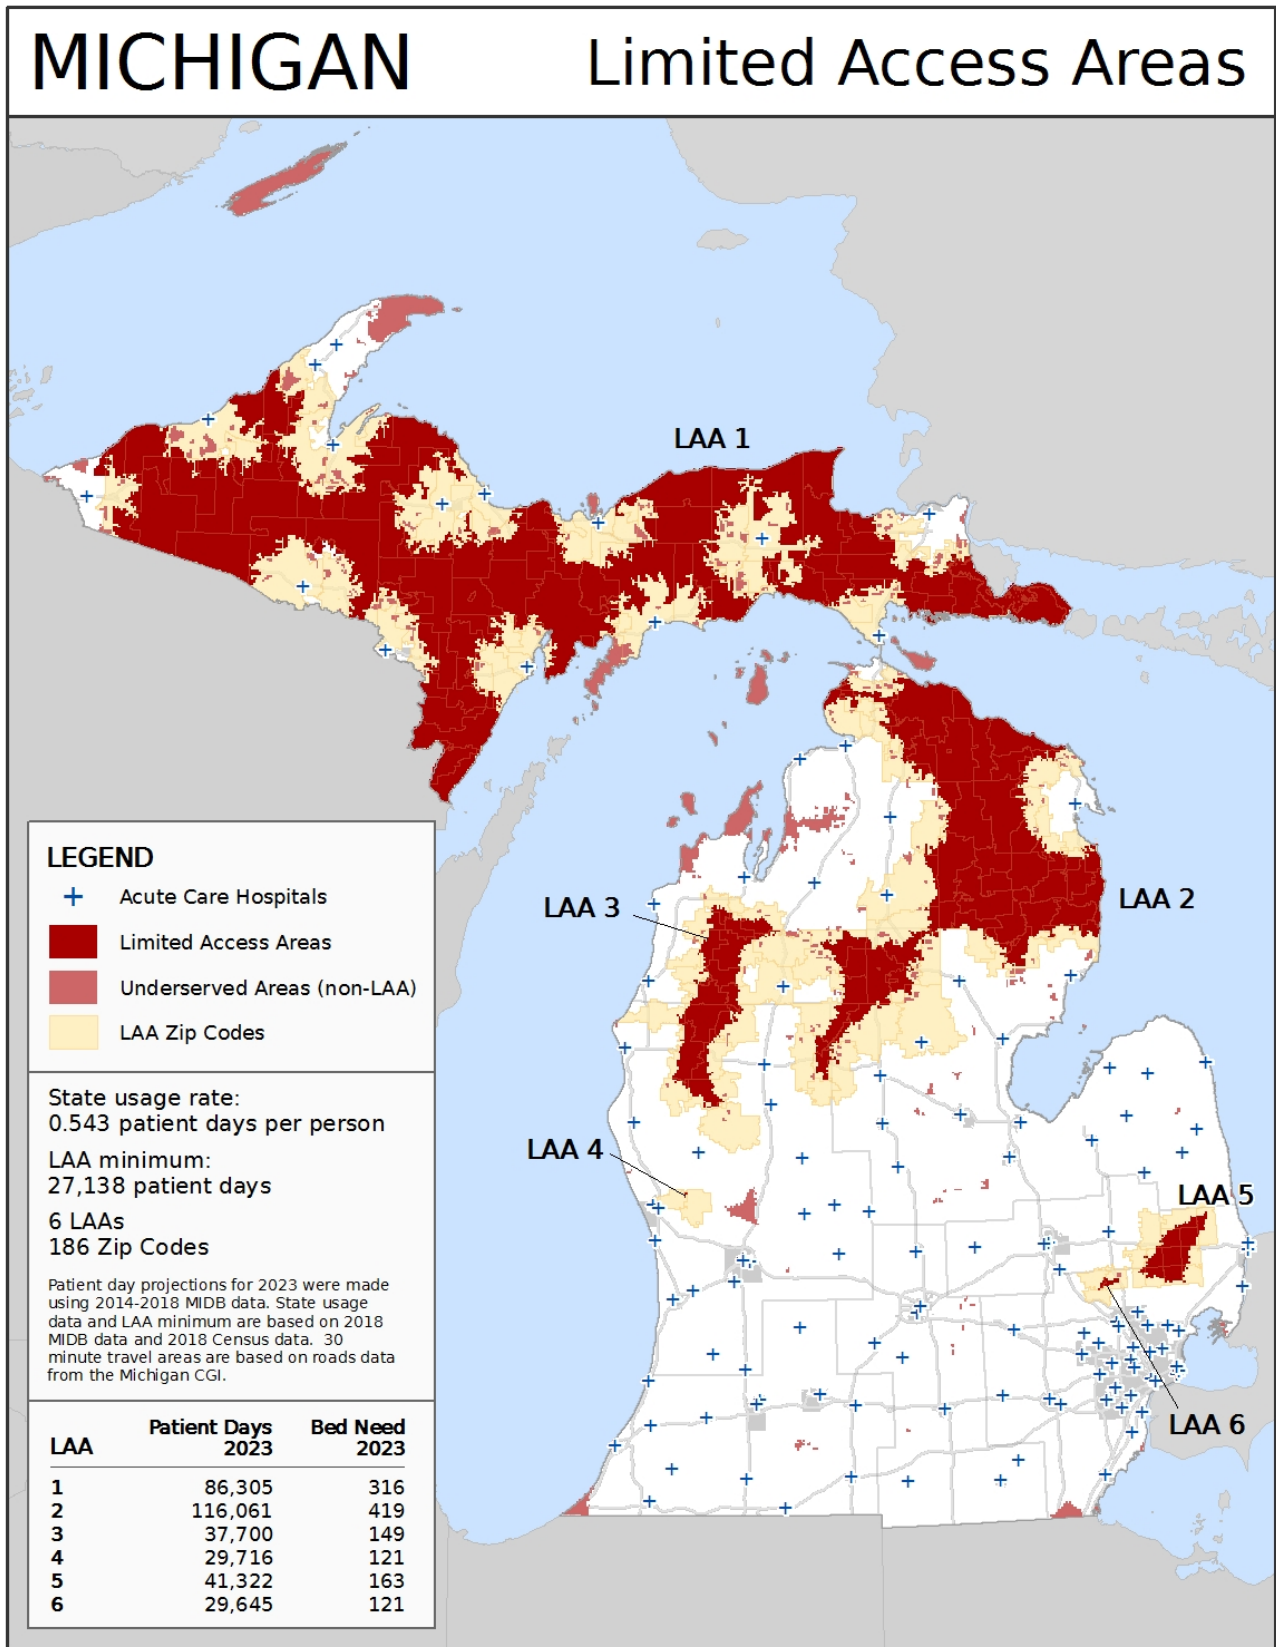 MICHIGAN Limited Access Areas
LAA 1
LAA 2
LAA 3
LAA 4
LAA 5
LAA 6
LEGEND
Acute Care Hospitals
Limited Access Areas
Underserved Areas (non-LAA)
LAA Zip Codes
State usage rate:
0.543 patient days per person
LAA minimum:
27,138 patient days
6 LAAs
186 Zip Codes
Patient day projections for 2023 were made
using 2014-2018 MIDB data. State usage
data and LAA minimum are based on 2018
MIDB data and 2018 Census data. 30
minute travel areas are based on roads data
from the Michigan CGI.
Patient Days Bed Need
LAA 2023 2023
1 86,305 316
2 116,061 419
3 37,700 149
4 29,716 121
5 41,322 163
6 29,645 121